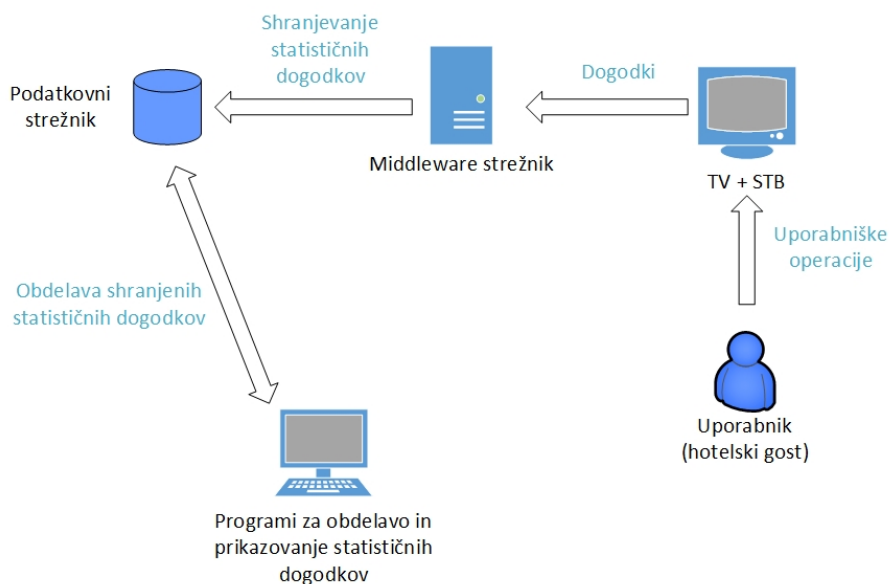 Shranjevanje
statističnih
dogodkov
Dogodki
Podatkovni
strežnik
Middleware strežnik
TV + STB
Uporabniške
operacije
Obdelava shranjenih
statističnih dogodkov
Uporabnik
(hotelski gost)
Programi za obdelavo in
prikazovanje statističnih
dogodkov